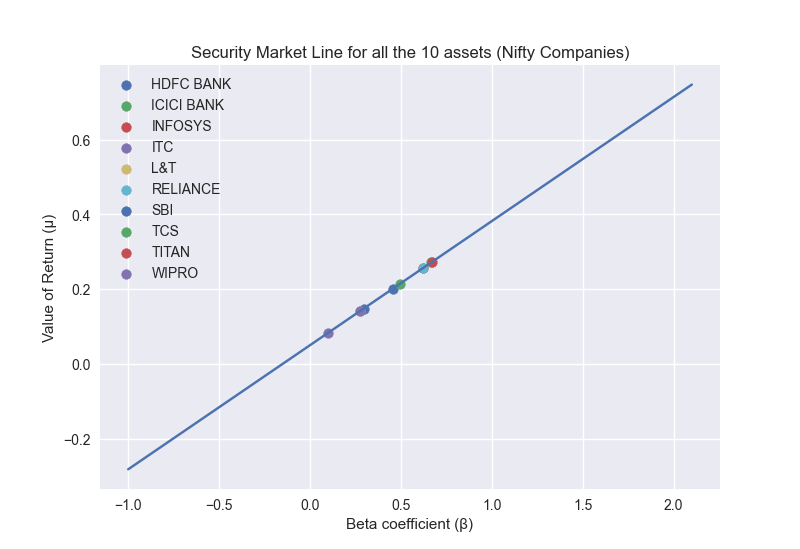 Security Market Line for all the 10 assets (Nifty Companies)
HDFC BANK
ICICI BANK
INFOSYS
ITC
L&T
RELIANCE
SBI
TCS
TITAN
WIPRO
Value of Return (μ)
0.6
0.4
0.2
0.0
−0.2
−1.0 −0.5 0.0 0.5 1.0 1.5 2.0
Beta coefficient (β)